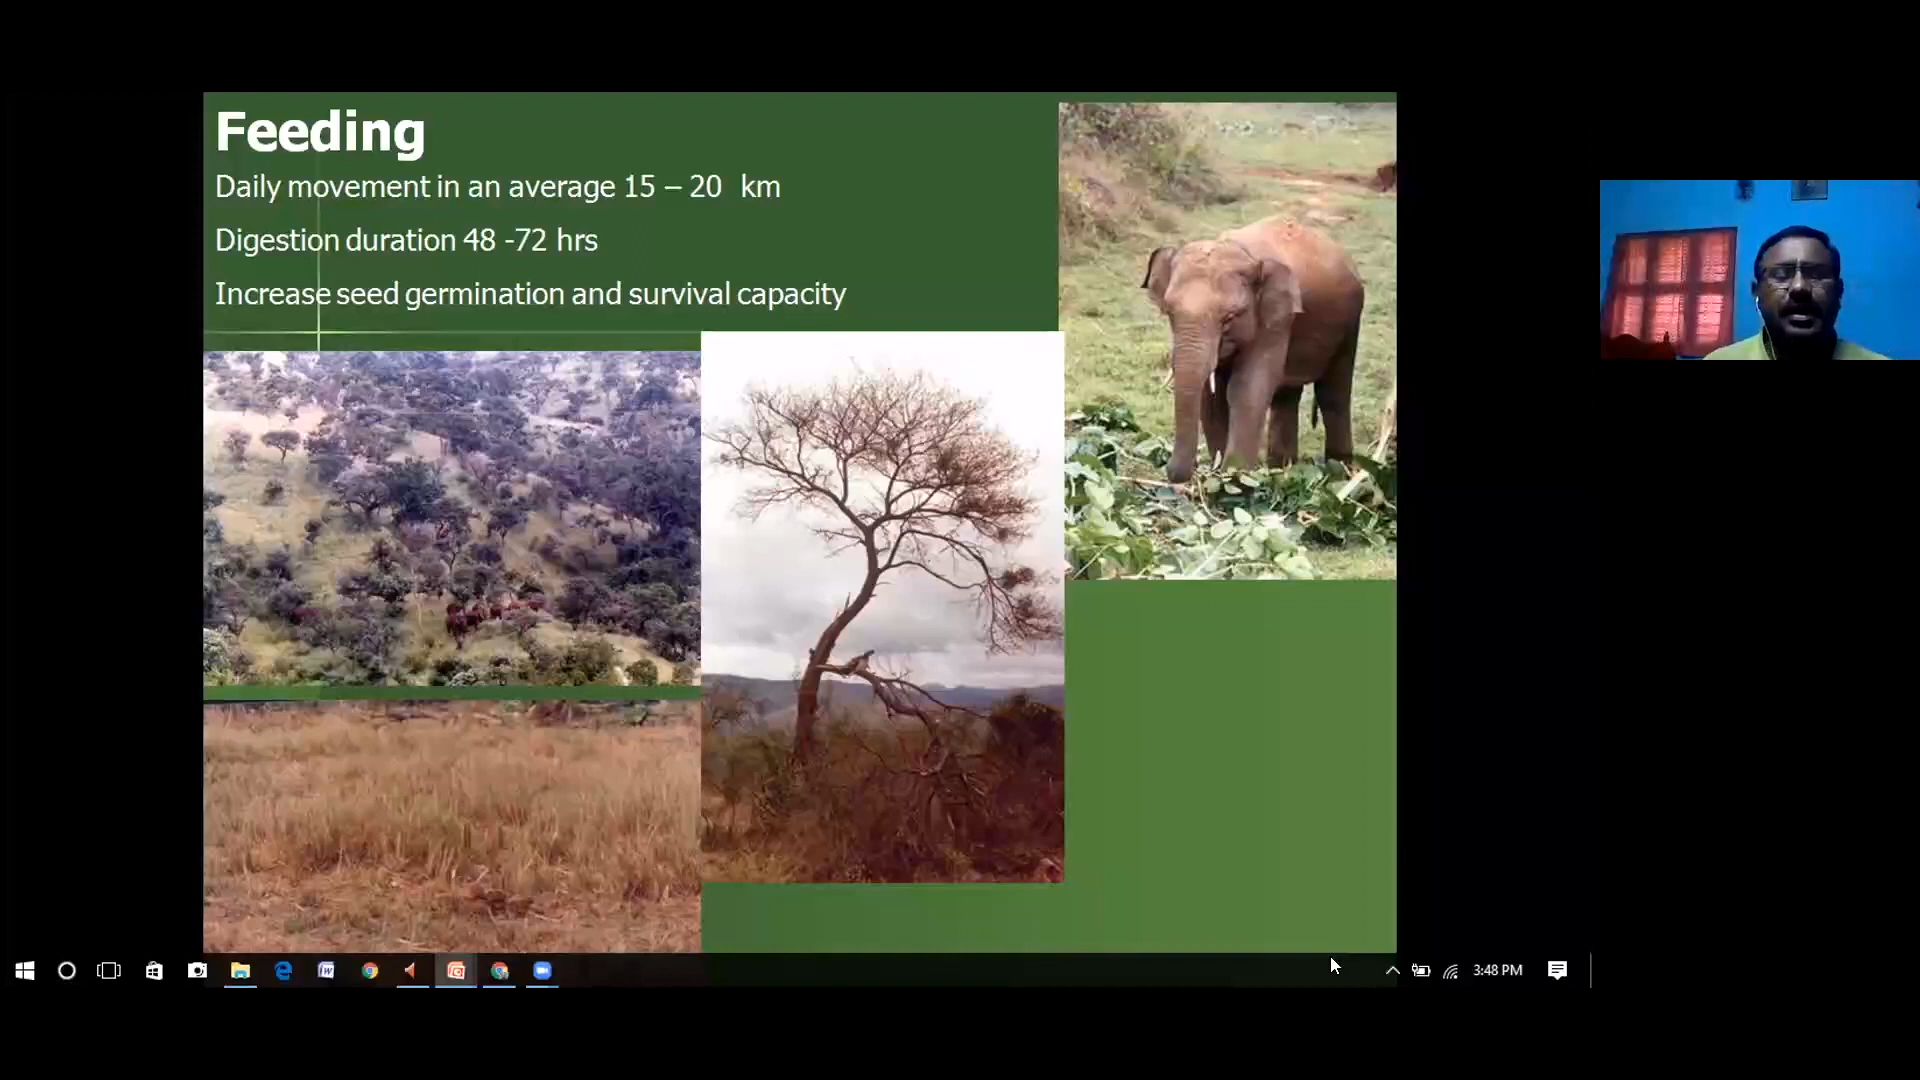 Feeding
Daily movement in an average 15 – 20 km
Digestion duration 48 -72 hrs
Increase seed germination and survival capacity
3:48 PM